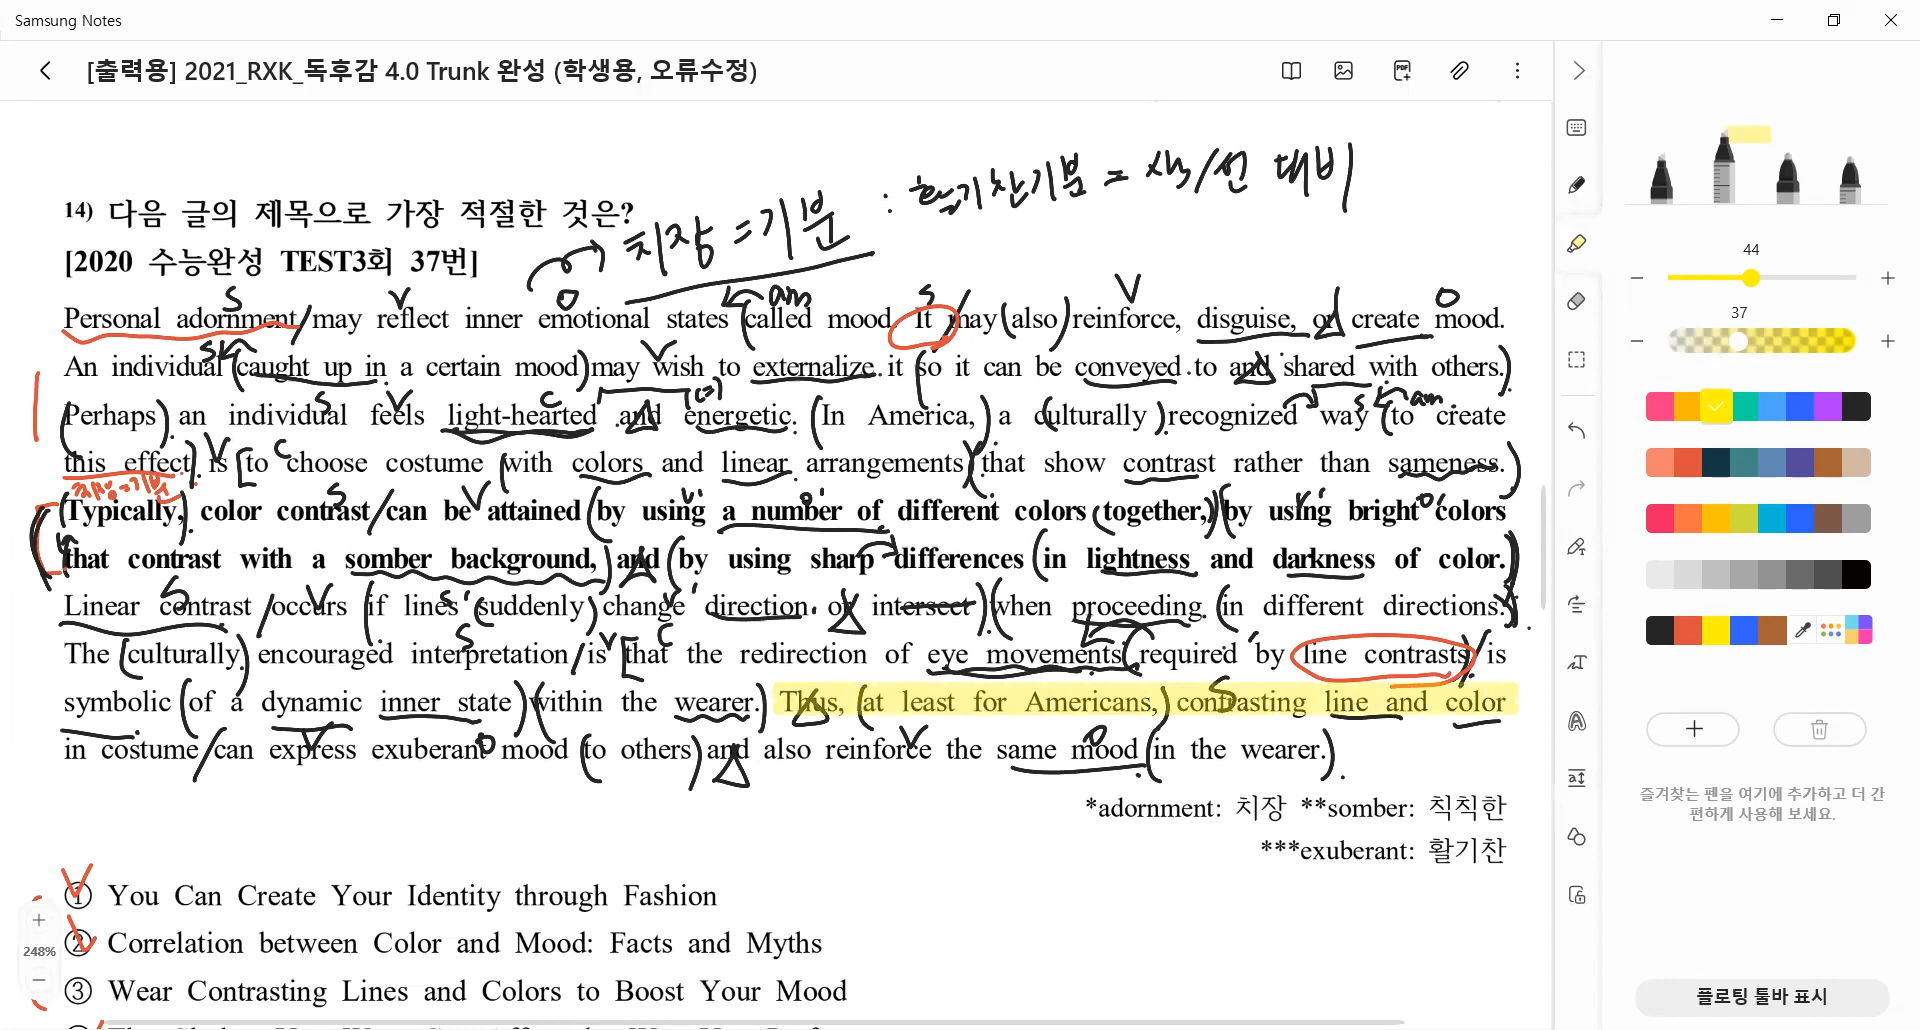 Samsung Notes
[출력용] 2021_RXK_독후감 4.0 Trunk 완성 (학생용, 오류수정)
: 활기찬기분 = 색/선 대비
14) 다음 글의 제목으로 가장 적절한 것은?
치장=기분
[2020 수능완성 TEST3회 37번]
S V O am S V O
Personal adornment may reflect inner emotional states called mood. It may also reinforce, disguise, or create mood.
S V
An individual caught up in a certain mood may wish to externalize it so it can be conveyed to and shared with others.
S V C (=) S am
Perhaps an individual feels light-hearted and energetic. In America, a culturally recognized way to create
V C
this effect is to choose costume with colors and linear arrangements that show contrast rather than sameness.
치장=기분
S V V' O' V' O'
Typically, color contrast can be attained by using a number of different colors together, by using bright colors
that contrast with a somber background, and by using sharp differences in lightness and darkness of color.
S V S' V'
Linear contrast occurs if lines suddenly change direction or intersect when proceeding in different directions.
S V C V
The culturally encouraged interpretation is that the redirection of eye movements required by line contrasts is
symbolic of a dynamic inner state within the wearer. Thus, at least for Americans, contrasting line and color
S
V O V O
in costume can express exuberant mood to others and also reinforce the same mood in the wearer.
*adornment: 치장 **somber: 칙칙한
***exuberant: 활기찬
① You Can Create Your Identity through Fashion
② Correlation between Color and Mood: Facts and Myths
③ Wear Contrasting Lines and Colors to Boost Your Mood
248%
44
37
즐겨찾는 펜을 여기에 추가하고 더 간
편하게 사용해 보세요.
플로팅 툴바 표시